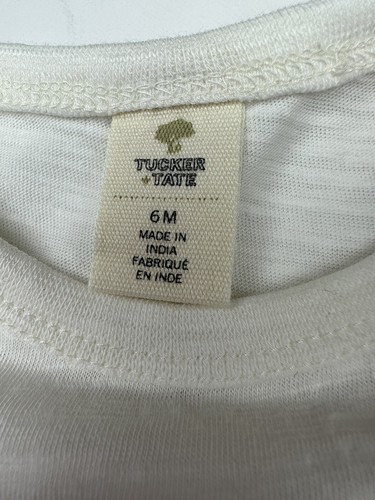 TUCKER
+ TATE
6 M
MADE IN
INDIA
FABRIQUÉ
EN INDE